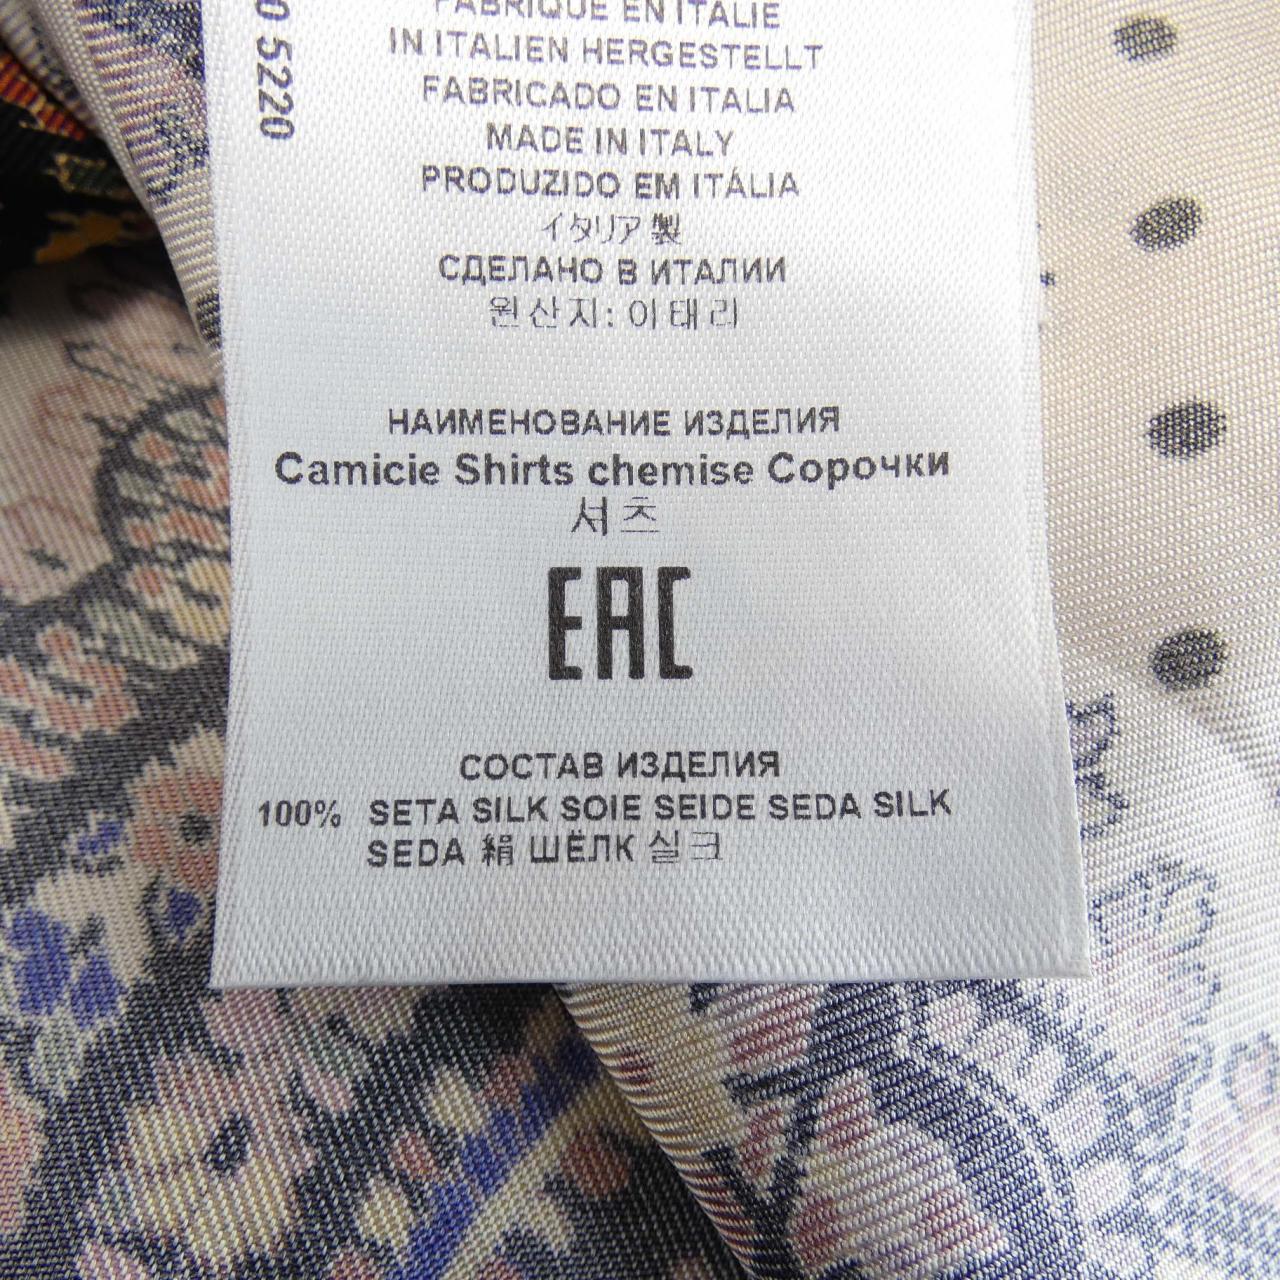 FABRIQUE EN ITALIE
IN ITALIEN HERGESTELLT
FABRICADO EN ITALIA
MADE IN ITALY
PRODUZIDO EM ITÁLIA
イタリア製
СДЕЛАНО В ИТАЛИИ
원산지: 이태리
0 5220
НАИМЕНОВАНИЕ ИЗДЕЛИЯ
Camicie Shirts chemise Сорочки
셔츠
EAC
СОСТАВ ИЗДЕЛИЯ
100% SETA SILK SOIE SEIDE SEDA SILK
SEDA 絹 ШЁЛК 실크